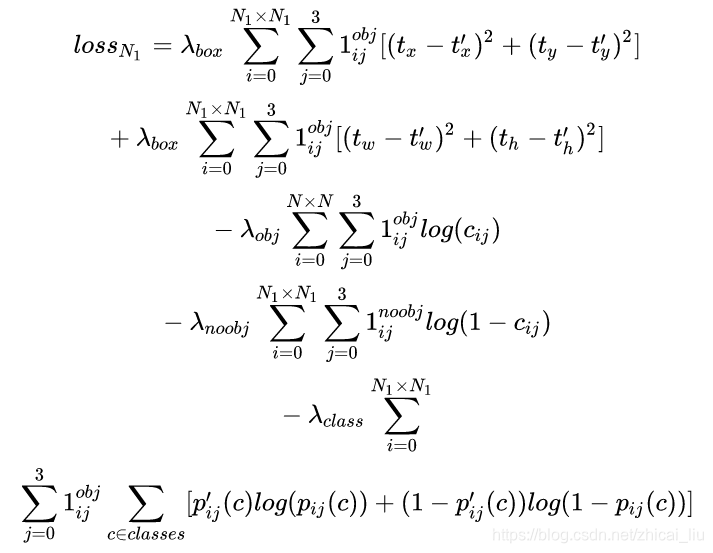 $loss_{N_1} = \lambda_{box} \sum_{i=0}^{N_1 \times N_1} \sum_{j=0}^{3} 1_{ij}^{obj} [(t_x - t'_x)^2 + (t_y - t'_y)^2]$
$+ \lambda_{box} \sum_{i=0}^{N_1 \times N_1} \sum_{j=0}^{3} 1_{ij}^{obj} [(t_w - t'_w)^2 + (t_h - t'_h)^2]$
$- \lambda_{obj} \sum_{i=0}^{N \times N} \sum_{j=0}^{3} 1_{ij}^{obj} log(c_{ij})$
$- \lambda_{noobj} \sum_{i=0}^{N_1 \times N_1} \sum_{j=0}^{3} 1_{ij}^{noobj} log(1 - c_{ij})$
$- \lambda_{class} \sum_{i=0}^{N_1 \times N_1}$
$\sum_{j=0}^{3} 1_{ij}^{obj} \sum_{c \in classes} [p'_{ij}(c) log(p_{ij}(c)) + (1 - p'_{ij}(c)) log(1 - p_{ij}(c))]$
https://blog.csdn.net/zhicai_liu